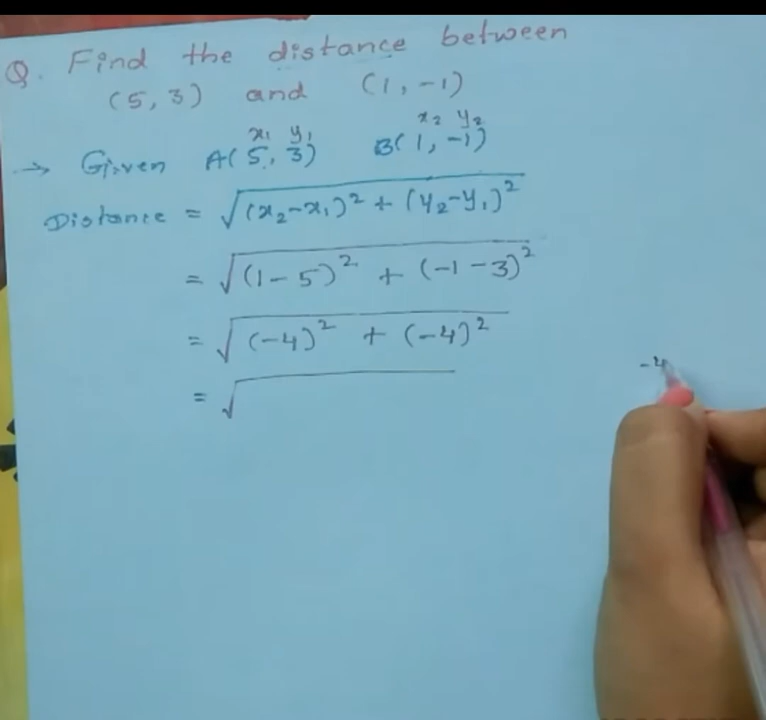 Q. Find the distance between
(5, 3) and (1, -1)
x₁ y₁ x₂ y₂
→ Given A(5, 3) B(1, -1)
Distance = √(x₂-x₁)² + (y₂-y₁)²
= √(1-5)² + (-1-3)²
= √(-4)² + (-4)²
= √
-4